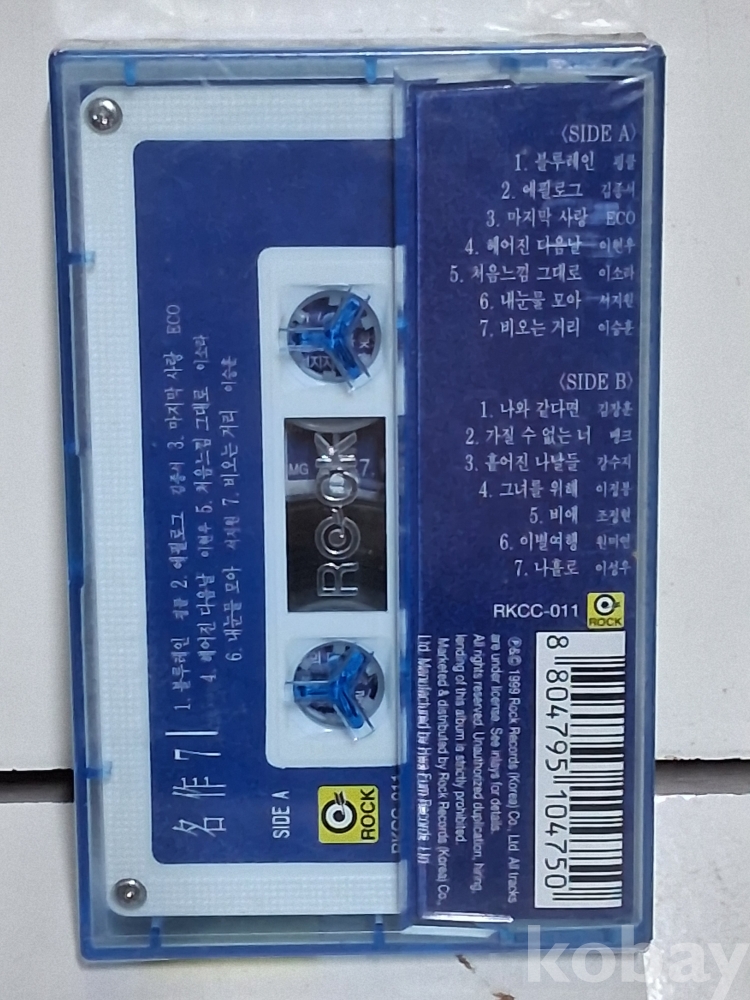 〈SIDE A〉
1. 블루레인 핑클
2. 에필로그 김종서
3. 마지막 사랑 ECO
4. 헤어진 다음날 이현우
5. 처음느낌 그대로 이소라
6. 내눈물 모아 서지원
7. 비오는 거리 이승훈
〈SIDE B〉
1. 나와 같다면 김장훈
2. 가질 수 없는 너 뱅크
3. 흩어진 나날들 강수지
4. 그녀를 위해 이정봉
5. 비애 조정현
6. 이별여행 원미연
7. 나홀로 이성우
RKCC-011
ROCK
8 804795 104750
℗&© 1999 Rock Records (Korea) Co., Ltd. All tracks
are under license. See inlays for details.
All rights reserved. Unauthorized duplication, hiring,
lending of this album is strictly prohibited.
Marketed & distributed by Rock Records (Korea) Co.,
Ltd. Manufactured by
名作 7
1. 블루레인 핑클 2. 에필로그 김종서 3. 마지막 사랑 ECO
4. 헤어진 다음날 이현우 5. 처음느낌 그대로 이소라
6. 내눈물 모아 서지원 7. 비오는 거리 이승훈
SIDE A
ROCK
RKCC-011
MG
7
ROCK
kobay